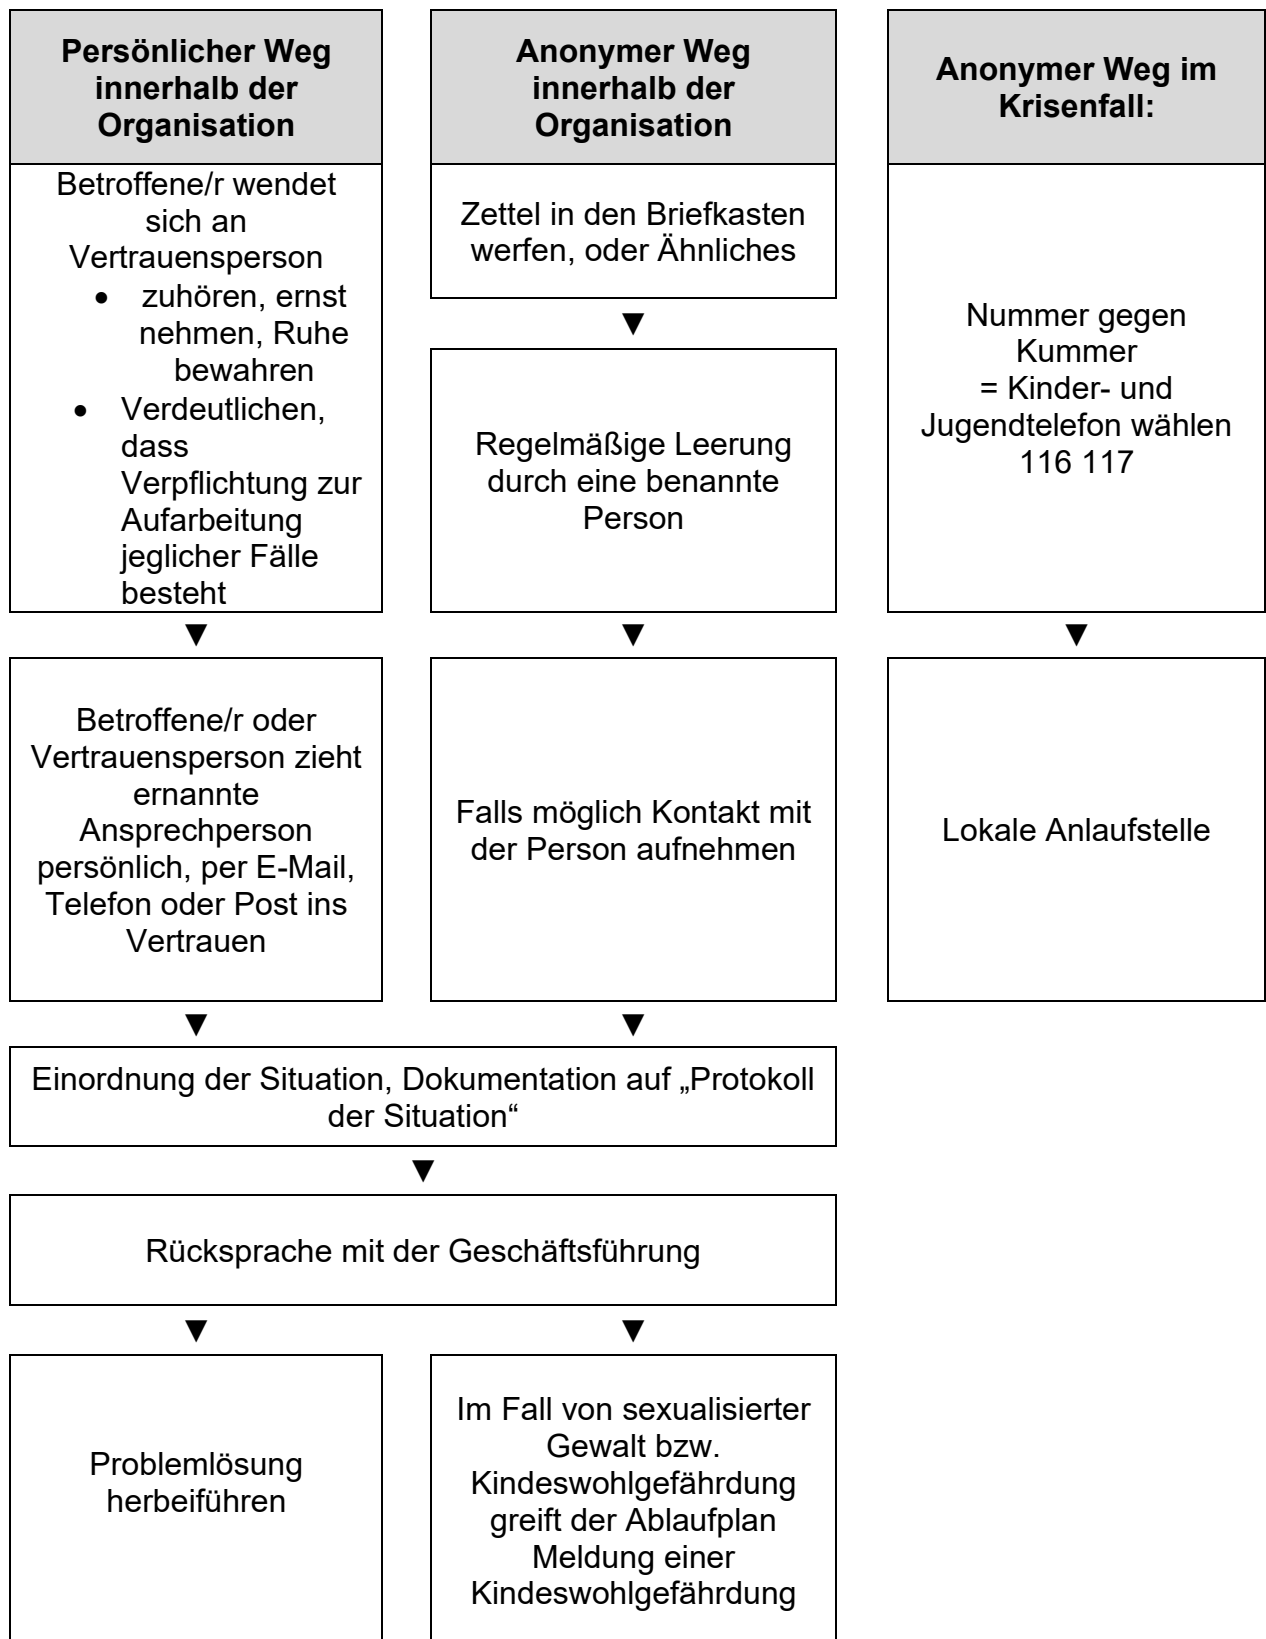 Persönlicher Weg
innerhalb der
Organisation
Betroffene/r wendet
sich an
Vertrauensperson
• zuhören, ernst
nehmen, Ruhe
bewahren
• Verdeutlichen,
dass
Verpflichtung zur
Aufarbeitung
jeglicher Fälle
besteht
▼
Betroffene/r oder
Vertrauensperson zieht
ernannte
Ansprechperson
persönlich, per E-Mail,
Telefon oder Post ins
Vertrauen
▼
Anonymer Weg
innerhalb der
Organisation
Zettel in den Briefkasten
werfen, oder Ähnliches
▼
Regelmäßige Leerung
durch eine benannte
Person
▼
Falls möglich Kontakt mit
der Person aufnehmen
▼
Anonymer Weg im
Krisenfall:
Nummer gegen
Kummer
= Kinder- und
Jugendtelefon wählen
116 117
▼
Lokale Anlaufstelle
Einordnung der Situation, Dokumentation auf „Protokoll
der Situation“
▼
Rücksprache mit der Geschäftsführung
▼
Problemlösung
herbeiführen
▼
Im Fall von sexualisierter
Gewalt bzw.
Kindeswohlgefährdung
greift der Ablaufplan
Meldung einer
Kindeswohlgefährdung